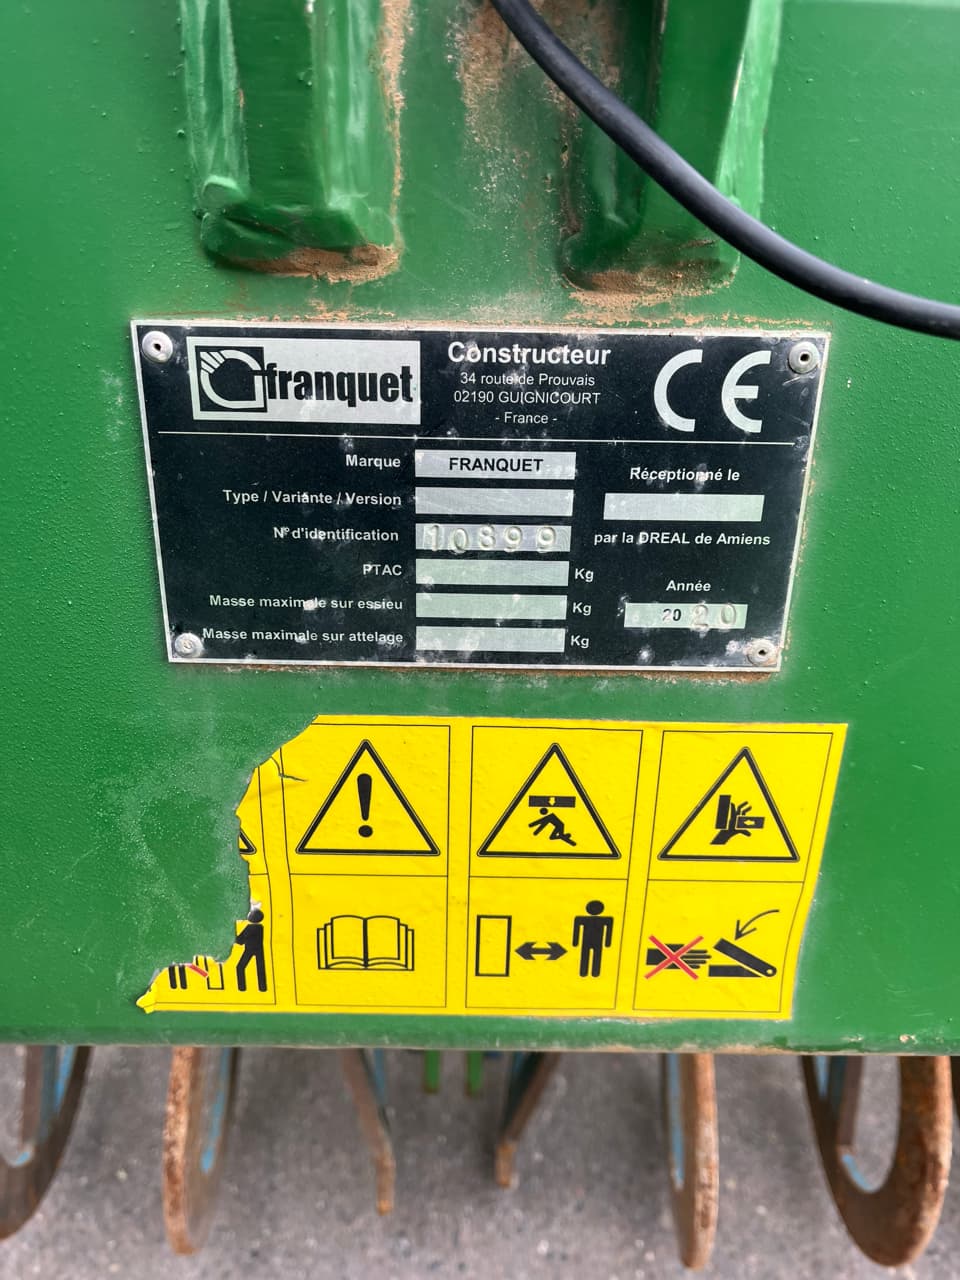 franquet
Constructeur
34 route de Prouvais
02190 GUIGNICOURT
- France -
CE
Marque FRANQUET
Réceptionné le
Type / Variante / Version
N° d'identification 10899
par la DREAL de Amiens
PTAC Kg
Année
Masse maximale sur essieu Kg
2020
Masse maximale sur attelage Kg